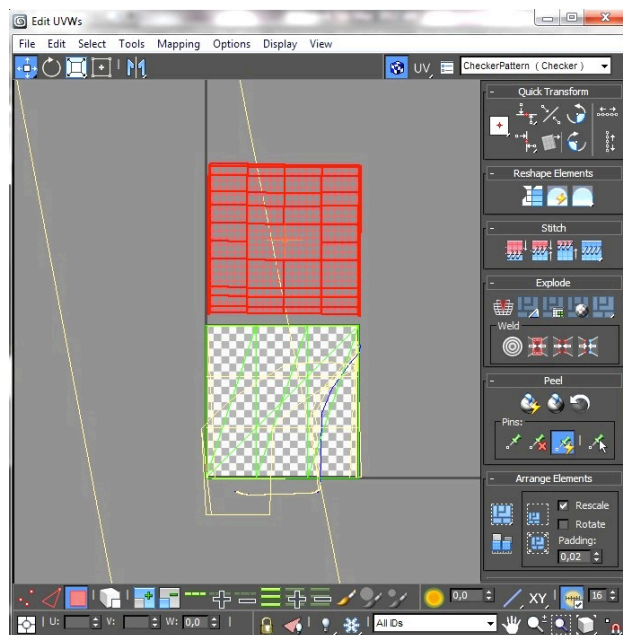 Edit UVWs
File Edit Select Tools Mapping Options Display View
UV
CheckerPattern ( Checker )
Quick Transform
Reshape Elements
Stitch
Explode
Weld
Peel
Pins:
Arrange Elements
Rescale
Rotate
Padding:
0,02
0,0
XY
16
U:
V:
W: 0,0
All IDs